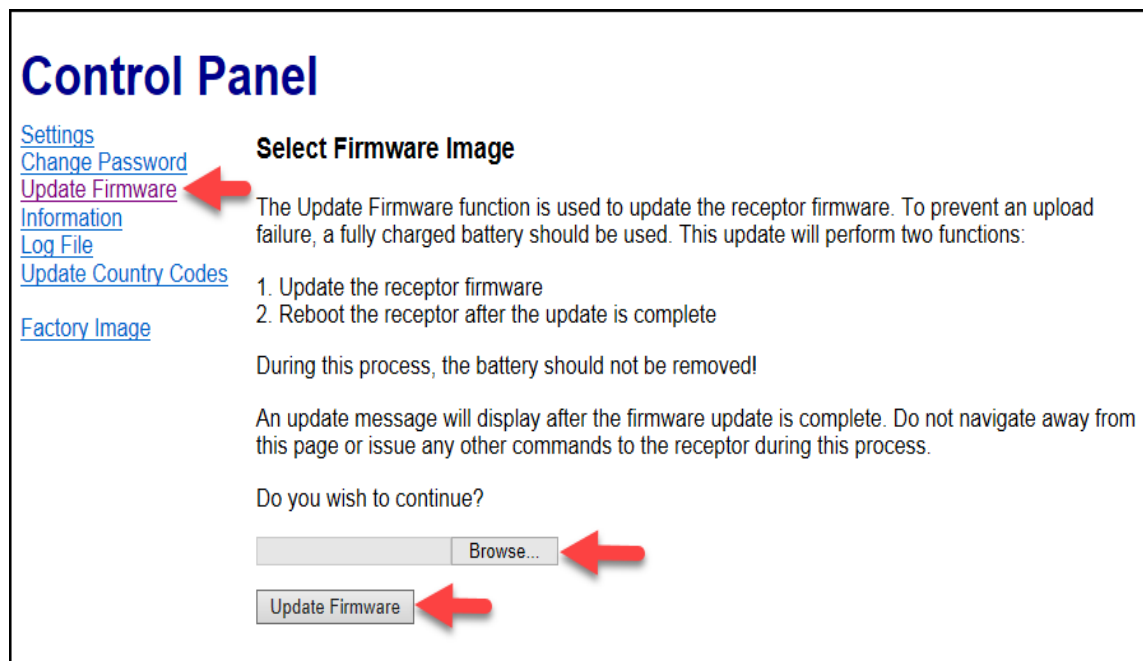 Control Panel
Settings
Change Password
Update Firmware
Information
Log File
Update Country Codes
Factory Image
Select Firmware Image
The Update Firmware function is used to update the receptor firmware. To prevent an upload
failure, a fully charged battery should be used. This update will perform two functions:
1. Update the receptor firmware
2. Reboot the receptor after the update is complete
During this process, the battery should not be removed!
An update message will display after the firmware update is complete. Do not navigate away from
this page or issue any other commands to the receptor during this process.
Do you wish to continue?
Browse...
Update Firmware